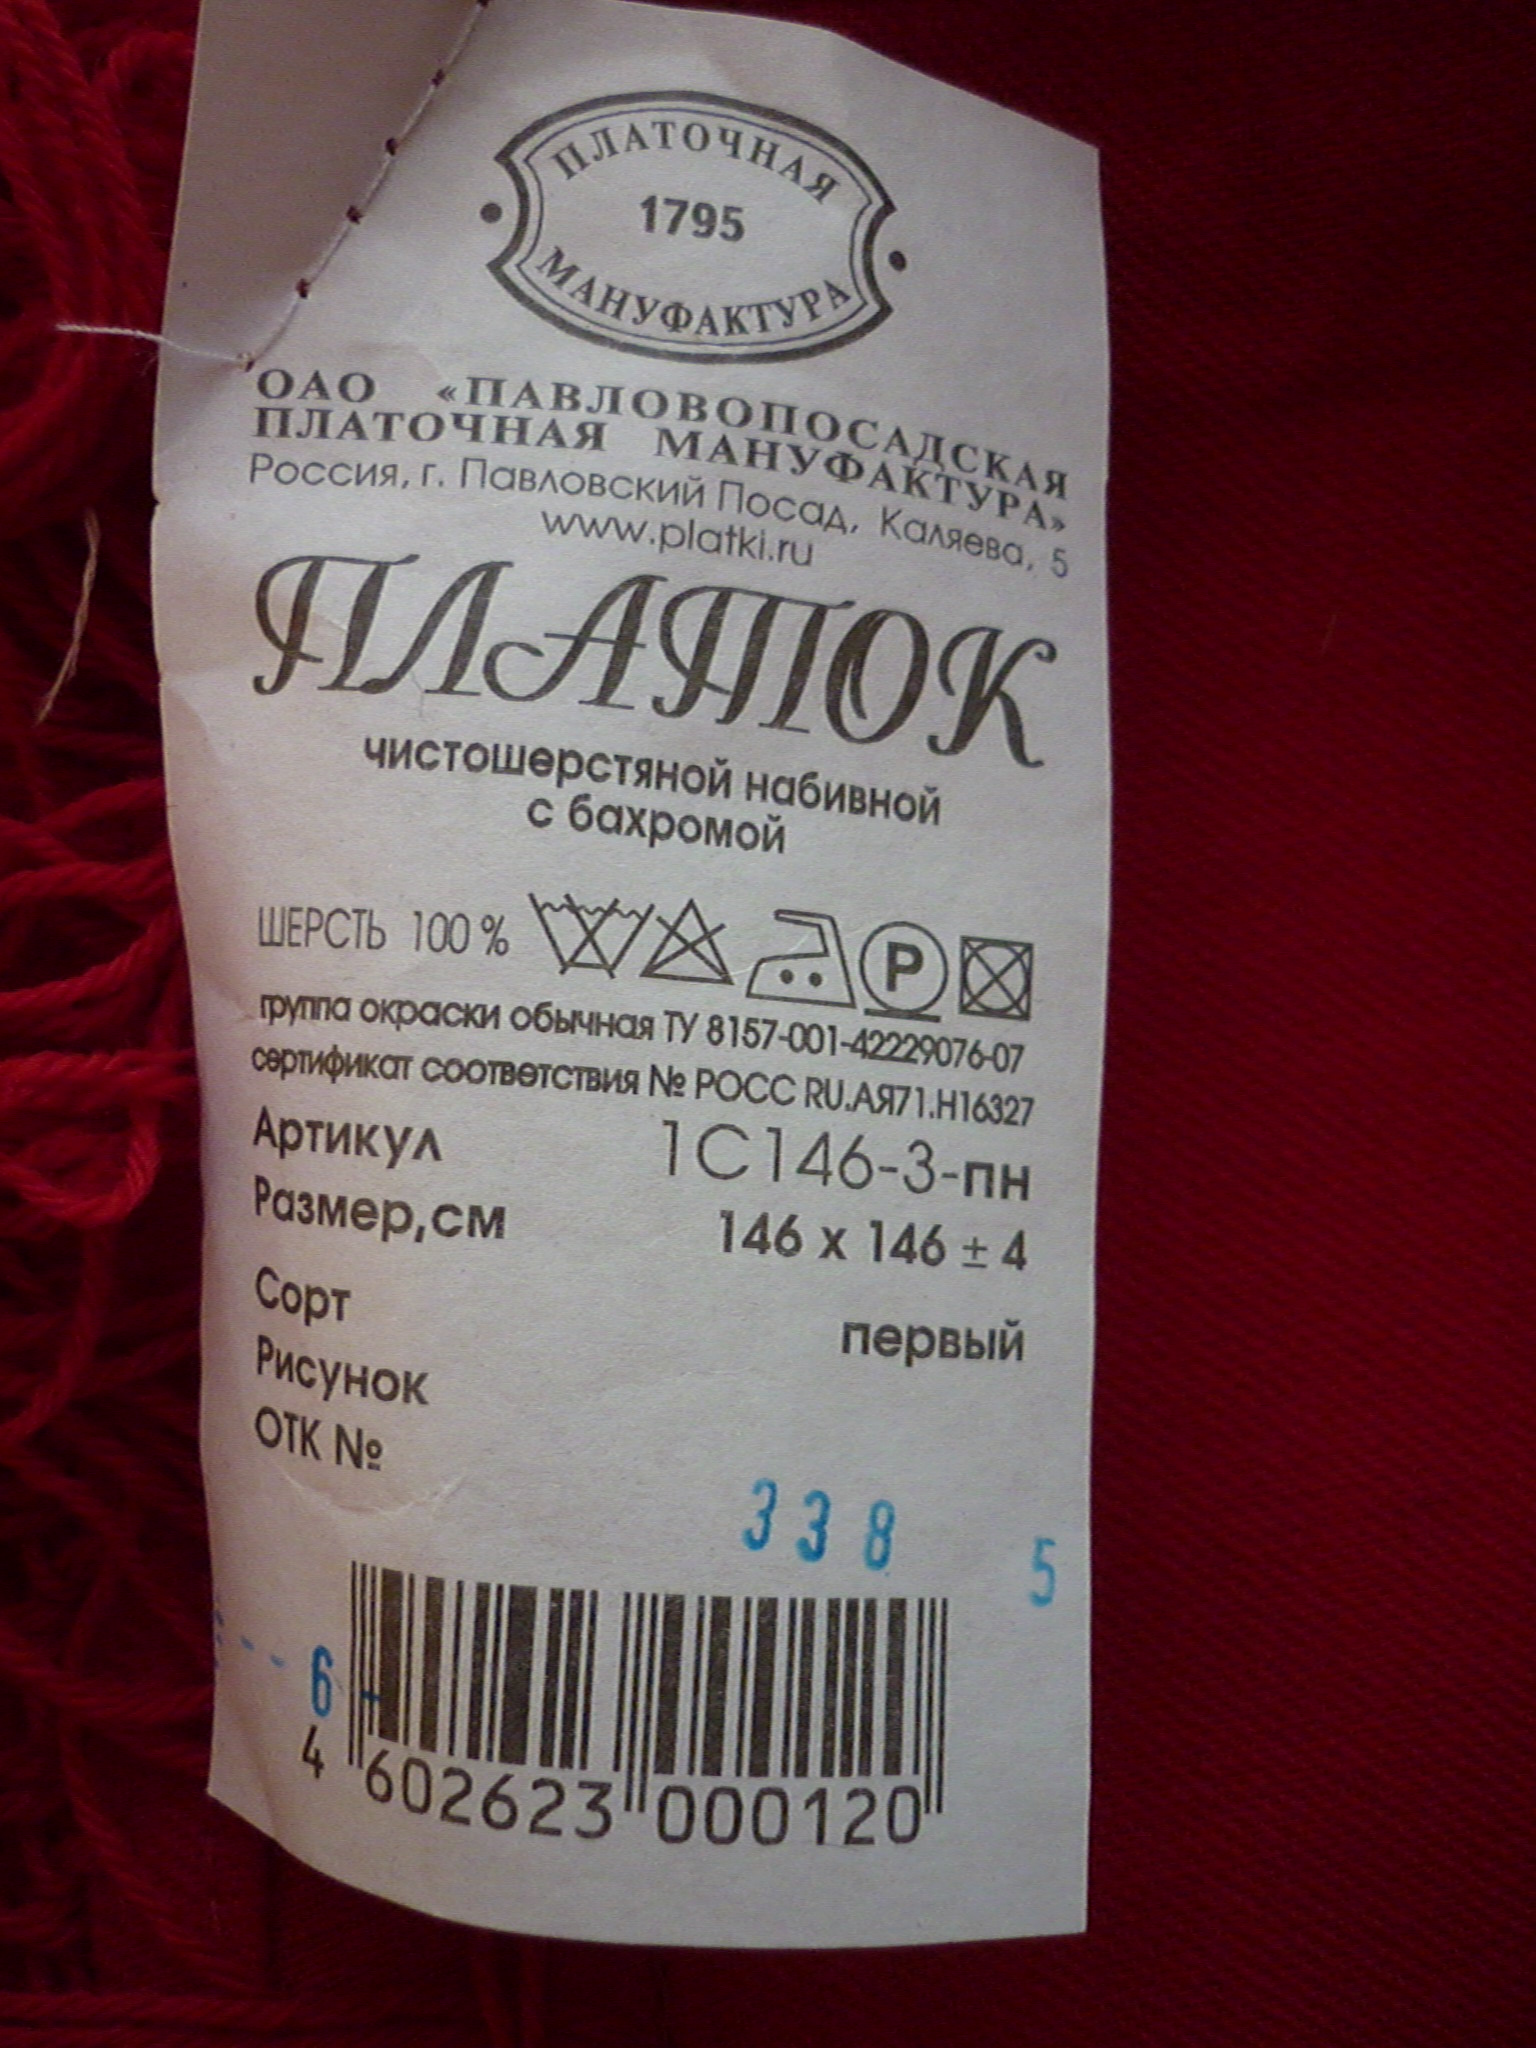 ПЛАТОЧНАЯ
1795
МАНУФАКТУРА
ОАО «ПАВЛОВОПОСАДСКАЯ
ПЛАТОЧНАЯ МАНУФАКТУРА»
Россия, г. Павловский Посад, Каляева, 5
www.platki.ru
ПЛАТОК
чистошерстяной набивной
с бахромой
ШЕРСТЬ 100 % P
группа окраски обычная ТУ 8157-001-42229076-07
сертификат соответствия № РОСС RU.АЯ71.Н16327
Артикул 1С146-3-пн
Размер,см 146 х 146 ± 4
Сорт первый
Рисунок
ОТК №
338 5
6
4 602623 000120